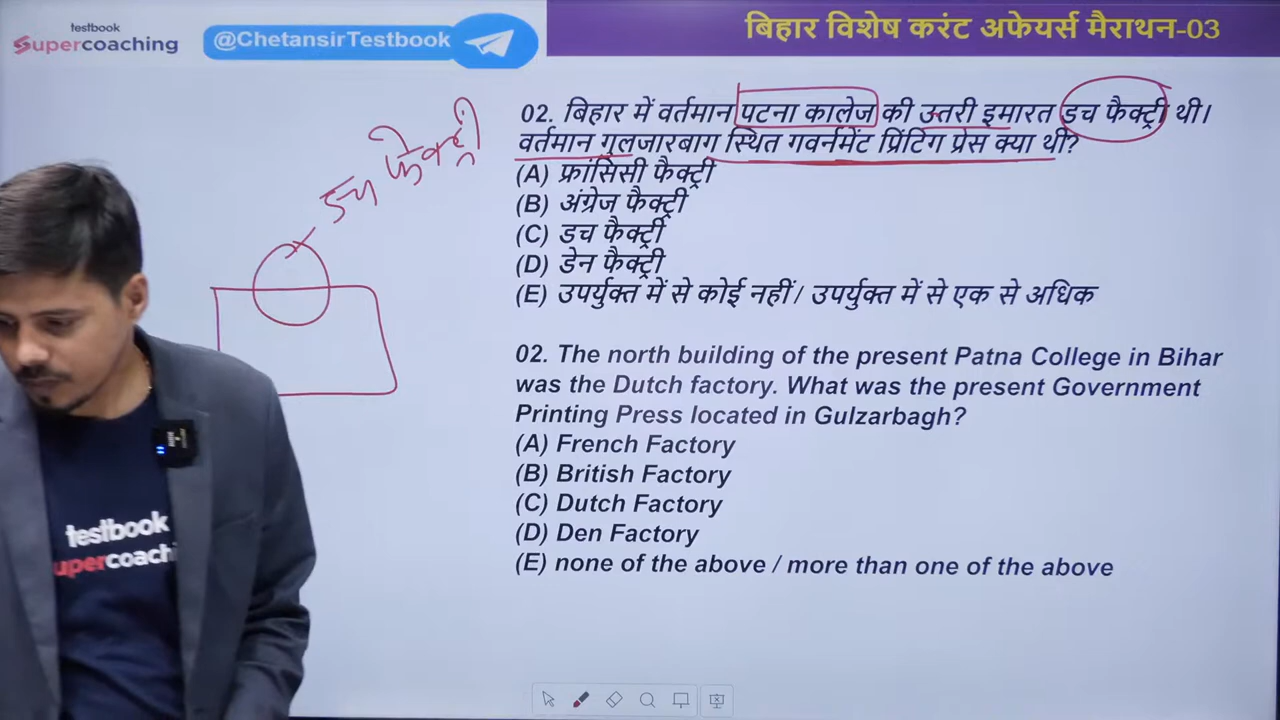 testbook
Supercoaching
@ChetansirTestbook
बिहार विशेष करंट अफेयर्स मैराथन-03
02. बिहार में वर्तमान पटना कालेज की उत्तरी इमारत डच फैक्ट्री थी।
वर्तमान गुलजारबाग स्थित गवर्नमेंट प्रिंटिग प्रेस क्या थी?
(A) फ्रांसिसी फैक्ट्री
(B) अंग्रेज फैक्ट्री
(C) डच फैक्ट्री
(D) डेन फैक्ट्री
(E) उपर्युक्त में से कोई नहीं/ उपर्युक्त में से एक से अधिक
डच फैक्ट्री
02. The north building of the present Patna College in Bihar
was the Dutch factory. What was the present Government
Printing Press located in Gulzarbagh?
(A) French Factory
(B) British Factory
(C) Dutch Factory
(D) Den Factory
(E) none of the above / more than one of the above
testbook
supercoachi